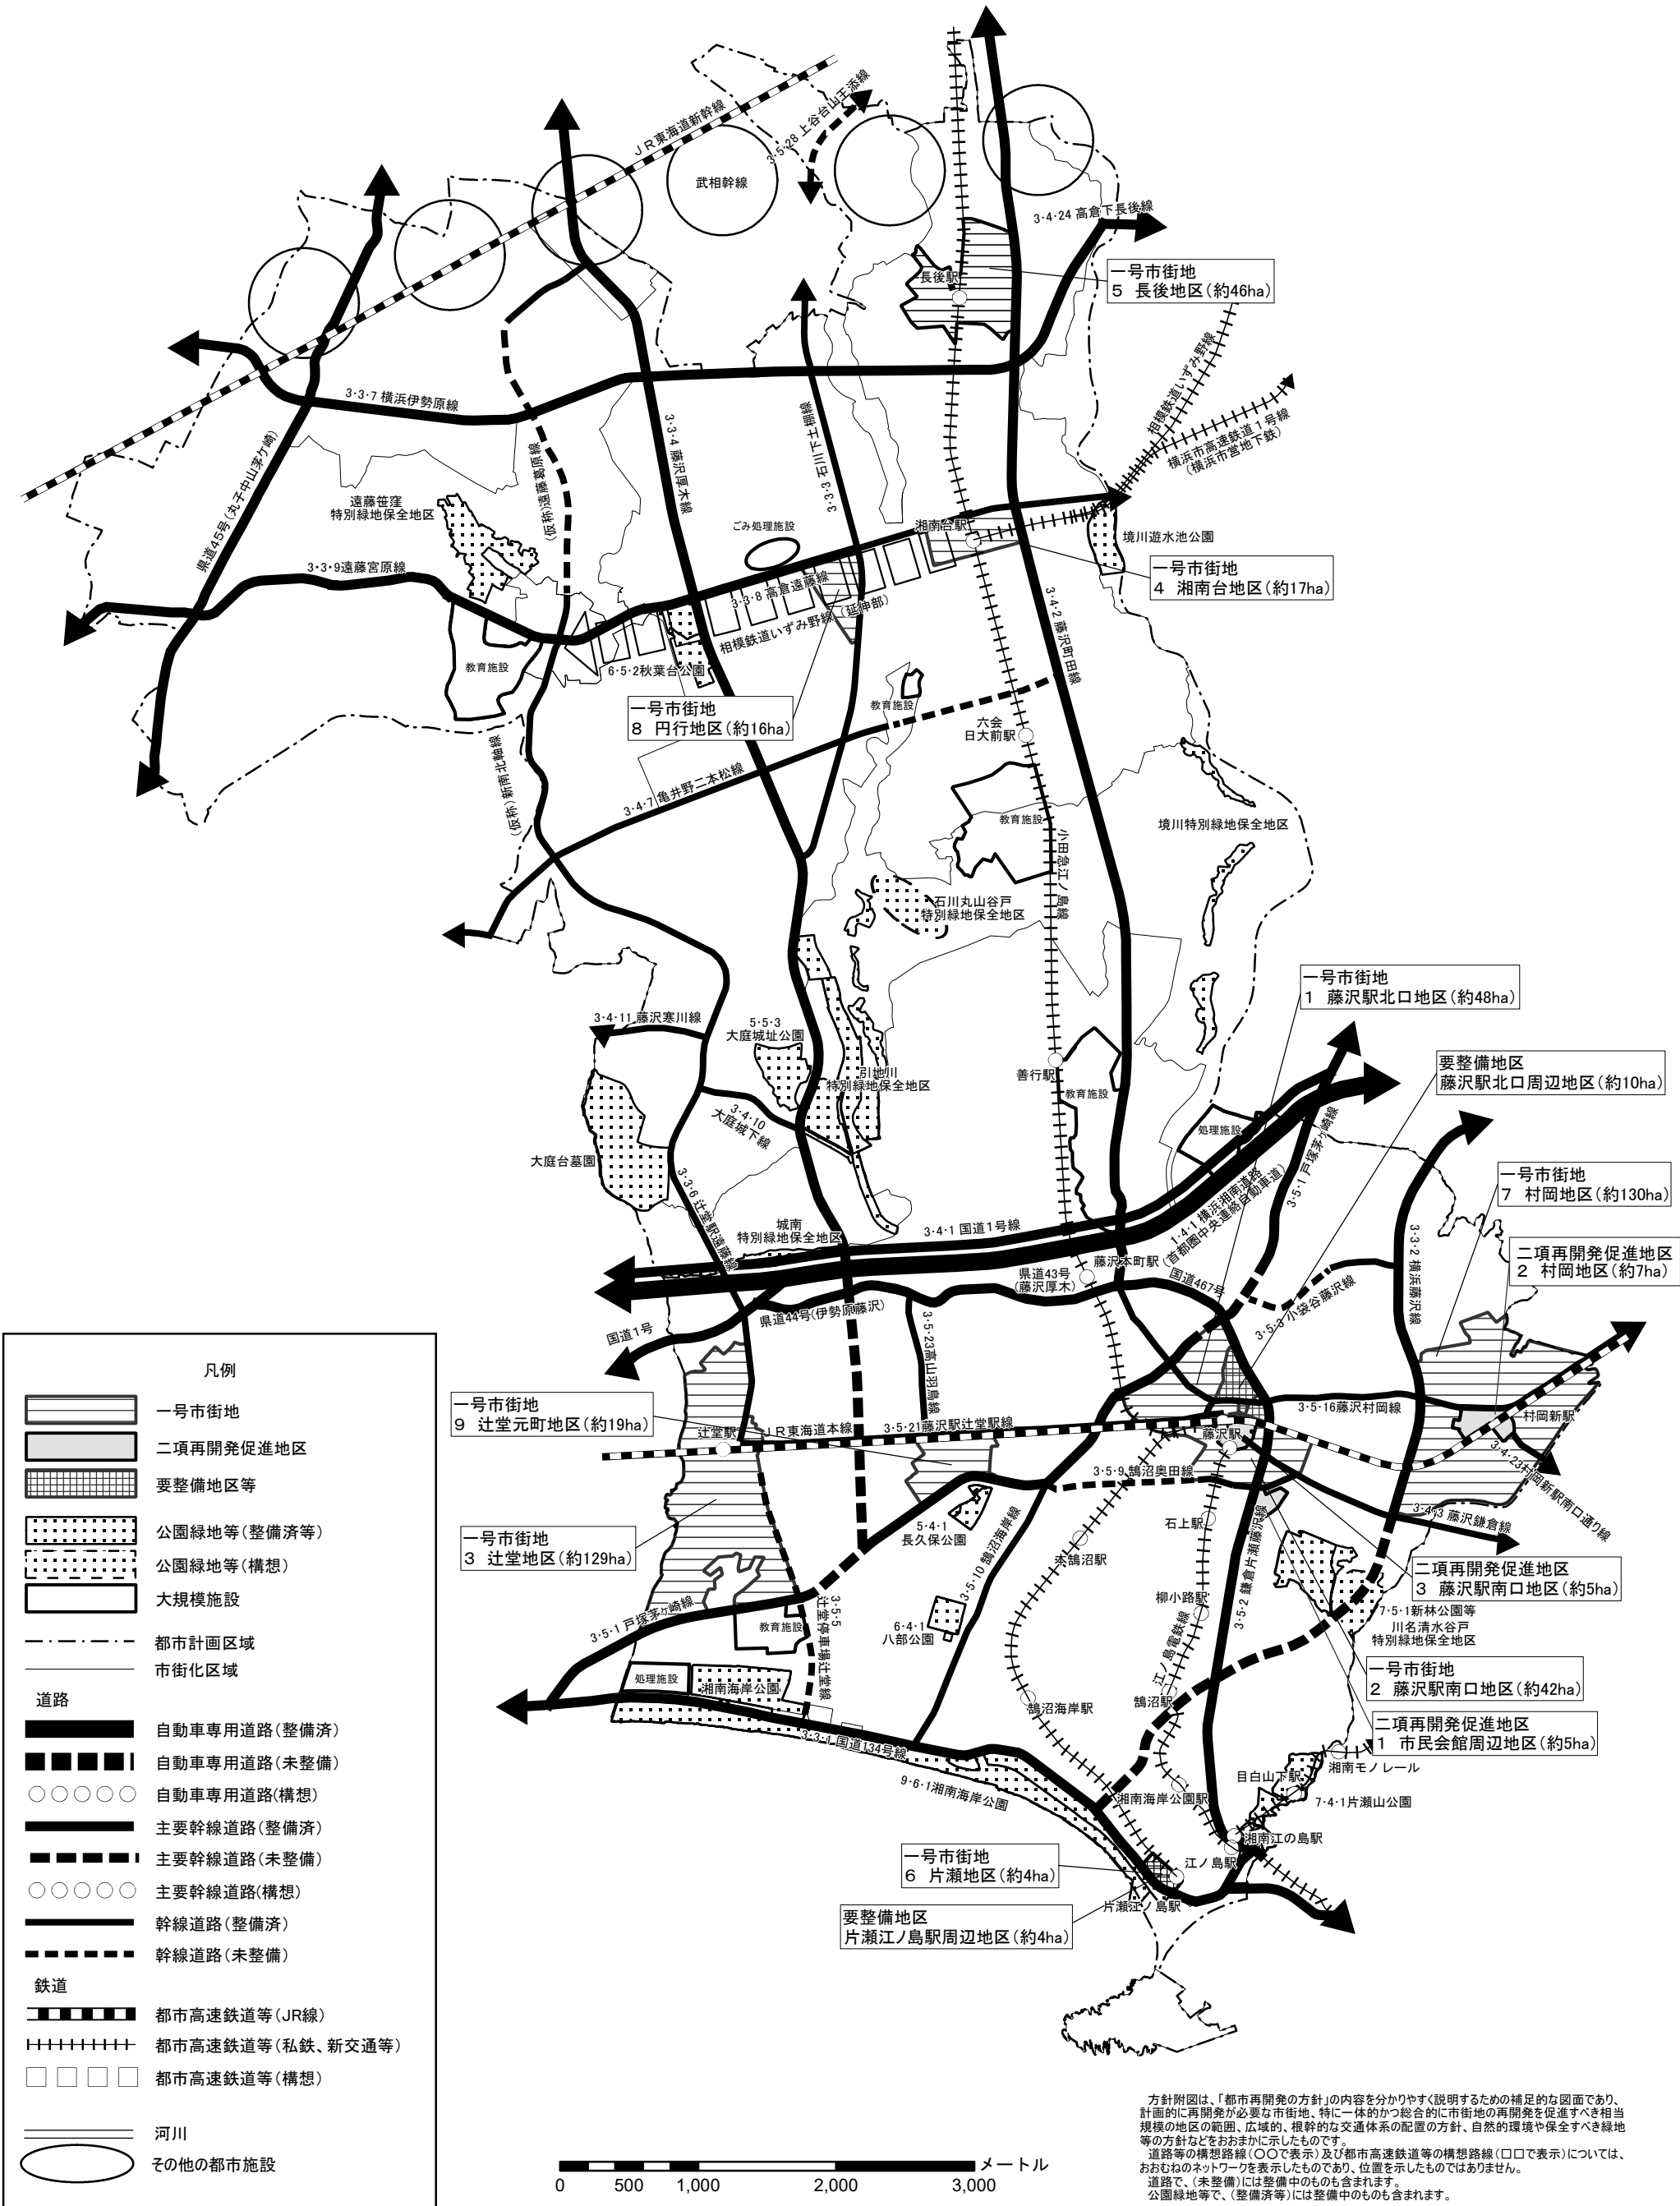 JR東海道新幹線
3・5・28 上谷台山王添線
武相幹線
3・4・24 高倉下長後線
長後駅
一号市街地
5 長後地区(約46ha)
相模鉄道いずみ野線
横浜市高速鉄道1号線
(横浜市営地下鉄)
3・3・7 横浜伊勢原線
3・3・4 藤沢厚木線
3・3・3 石川下土棚線
県道45号(丸子中山茅ケ崎)
(仮称)遠藤葛原線
遠藤笹窪
特別緑地保全地区
ごみ処理施設
湘南台駅
境川遊水池公園
一号市街地
4 湘南台地区(約17ha)
3・3・9遠藤宮原線
3・3・8 高倉遠藤線
相模鉄道いずみ野線(延伸部)
3・4・2 藤沢町田線
教育施設
6・5・2秋葉台公園
教育施設
一号市街地
8 円行地区(約16ha)
六会
日大前駅
(仮称)新南北軸線
3・4・7 亀井野二本松線
教育施設
小田急江ノ島線
境川特別緑地保全地区
石川丸山谷戸
特別緑地保全地区
一号市街地
1 藤沢駅北口地区(約48ha)
3・4・11 藤沢寒川線
5・5・3
大庭城址公園
引地川
特別緑地保全地区
善行駅
教育施設
要整備地区
藤沢駅北口周辺地区(約10ha)
3・4・10
大庭城下線
処理施設
3・5・1 戸塚茅ヶ崎線
大庭台墓園
一号市街地
7 村岡地区(約130ha)
3・3・6 辻堂駅遠藤線
城南
特別緑地保全地区
3・4・1 国道1号線
1・4・1 横浜湘南道路
(首都圏中央連絡自動車道)
3・3・2 横浜藤沢線
二項再開発促進地区
2 村岡地区(約7ha)
藤沢本町駅
県道43号
(藤沢厚木)
国道467号
3・5・3 小袋谷藤沢線
国道1号
県道44号(伊勢原藤沢)
3・5・23高山羽鳥線
一号市街地
9 辻堂元町地区(約19ha)
辻堂駅
JR東海道本線
3・5・21藤沢駅辻堂駅線
藤沢駅
3・5・16藤沢村岡線
村岡新駅
3・4・23村岡新駅南口通り線
3・5・9 鵠沼奥田線
3・4・3 藤沢鎌倉線
一号市街地
3 辻堂地区(約129ha)
5・4・1
長久保公園
3・5・10 鵠沼海岸線
石上駅
本鵠沼駅
3・5・2 鎌倉片瀬藤沢線
二項再開発促進地区
3 藤沢駅南口地区(約5ha)
柳小路駅
江ノ島電鉄線
3・5・1 戸塚茅ヶ崎線
教育施設
3・5・5
辻堂停車場辻堂線
6・4・1
八部公園
7・5・1新林公園等
川名清水谷戸
特別緑地保全地区
一号市街地
2 藤沢駅南口地区(約42ha)
処理施設
湘南海岸公園
鵠沼海岸駅
鵠沼駅
二項再開発促進地区
1 市民会館周辺地区(約5ha)
3・3・1 国道134号線
9・6・1湘南海岸公園
湘南海岸公園駅
目白山下駅
湘南モノレール
7・4・1片瀬山公園
湘南江の島駅
江ノ島駅
一号市街地
6 片瀬地区(約4ha)
片瀬江ノ島駅
要整備地区
片瀬江ノ島駅周辺地区(約4ha)
凡例
一号市街地
二項再開発促進地区
要整備地区等
公園緑地等(整備済等)
公園緑地等(構想)
大規模施設
都市計画区域
市街化区域
道路
自動車専用道路(整備済)
自動車専用道路(未整備)
自動車専用道路(構想)
主要幹線道路(整備済)
主要幹線道路(未整備)
主要幹線道路(構想)
幹線道路(整備済)
幹線道路(未整備)
鉄道
都市高速鉄道等(JR線)
都市高速鉄道等(私鉄、新交通等)
都市高速鉄道等(構想)
河川
その他の都市施設
メートル
0 500 1,000 2,000 3,000
方針附図は、「都市再開発の方針」の内容を分かりやすく説明するための補足的な図面であり、
計画的に再開発が必要な市街地、特に一体的かつ総合的に市街地の再開発を促進すべき相当
規模の地区の範囲、広域的、根幹的な交通体系の配置の方針、自然的環境や保全すべき緑地
等の方針などをおおまかに示したものです。
道路等の構想路線(○○で表示)及び都市高速鉄道等の構想路線(□□で表示)については、
おおむねのネットワークを表示したものであり、位置を示したものではありません。
道路で、(未整備)には整備中のものも含まれます。
公園緑地等で、(整備済等)には整備中のものも含まれます。